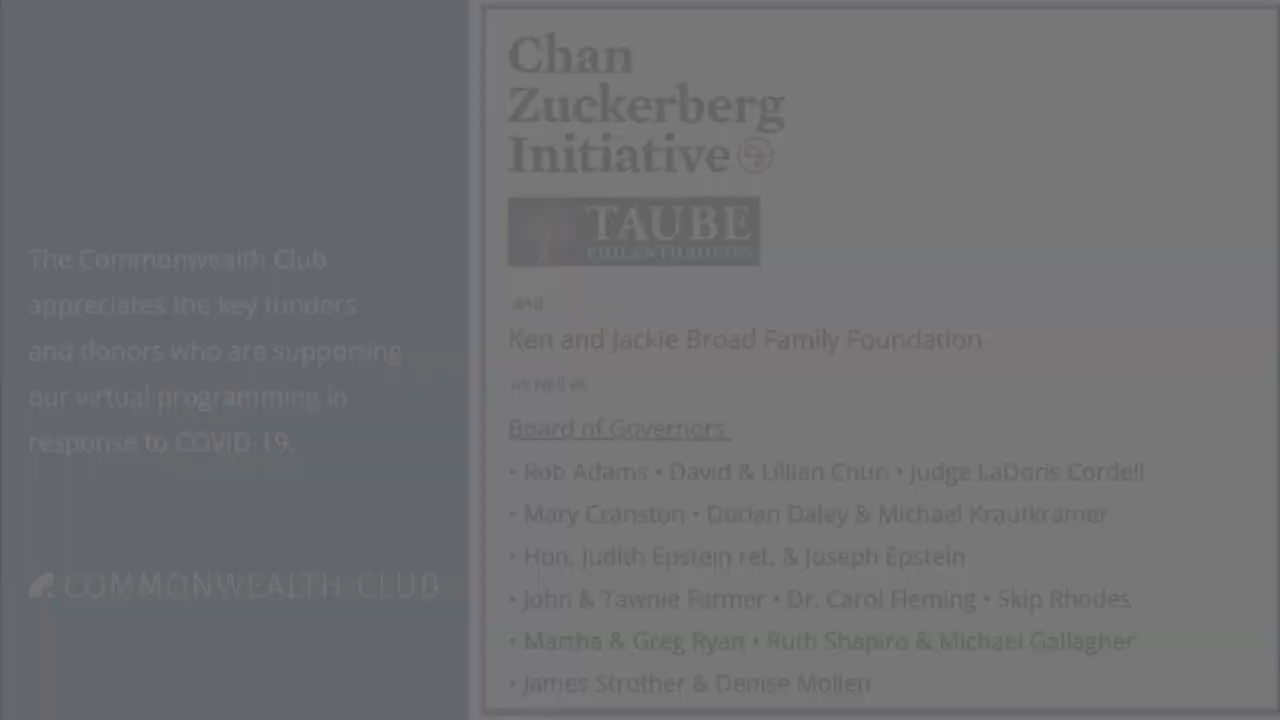 The Commonwealth Club
appreciates the key funders
and donors who are supporting
our virtual programming in
response to COVID-19.
COMMONWEALTH CLUB
Chan
Zuckerberg
Initiative
TAUBE
PHILANTHROPIES
and
Ken and Jackie Broad Family Foundation
as well as
Board of Governors
• Rob Adams • David & Lillian Chun • Judge LaDoris Cordell
• Mary Cranston • Dorian Daley & Michael Krautkramer
• Hon. Judith Epstein ret. & Joseph Epstein
• John & Tawnie Farmer • Dr. Carol Fleming • Skip Rhodes
• Martha & Greg Ryan • Ruth Shapiro & Michael Gallagher
• James Strother & Denise Mollen